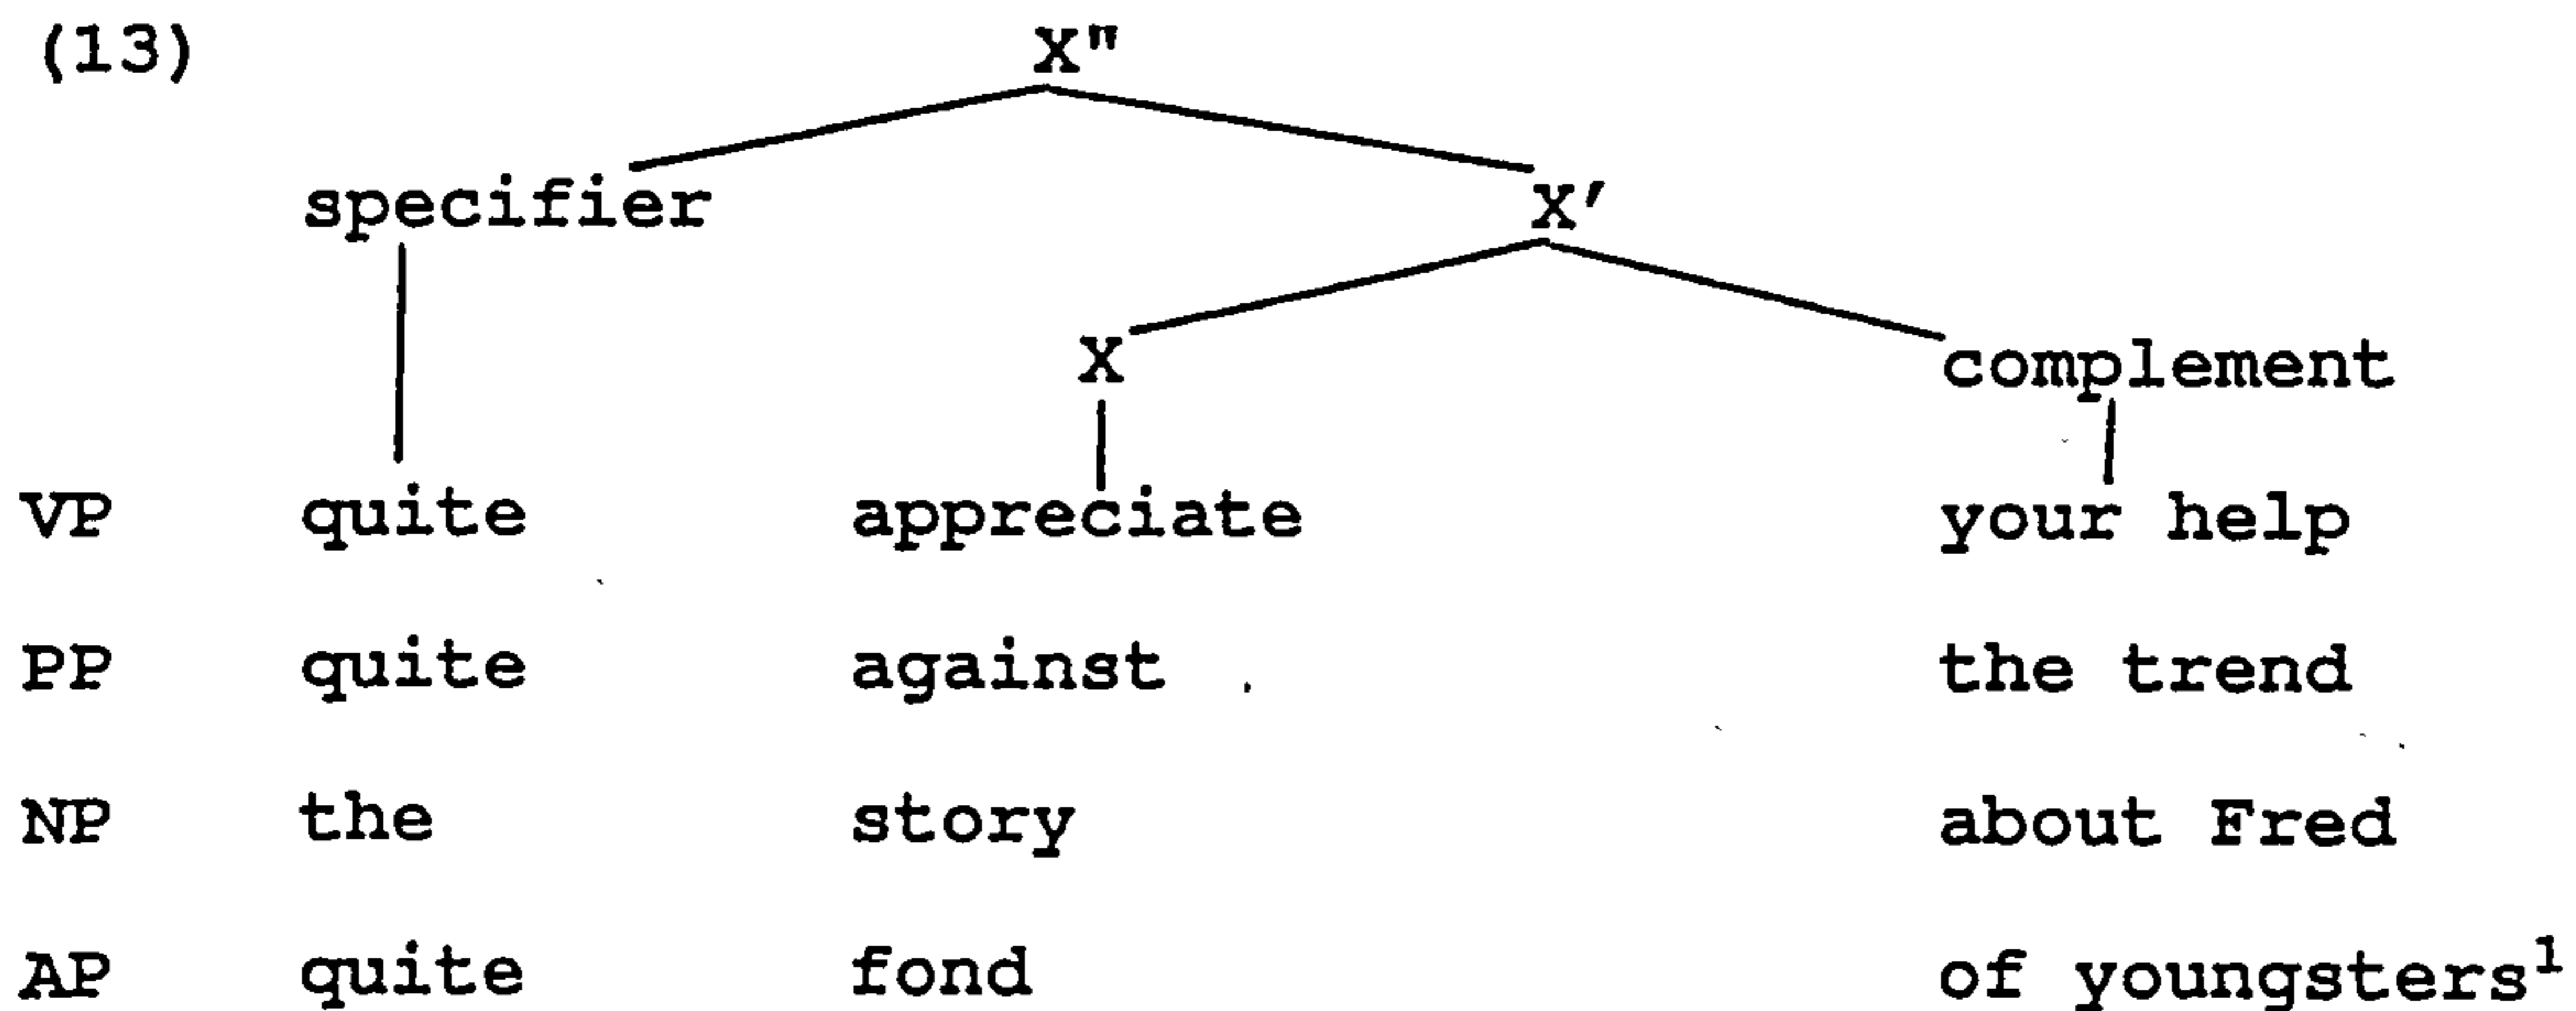 (13) X"
specifier X'
X complement
VP quite appreciate your help
PP quite against the trend
NP the story about Fred
AP quite fond of youngsters¹